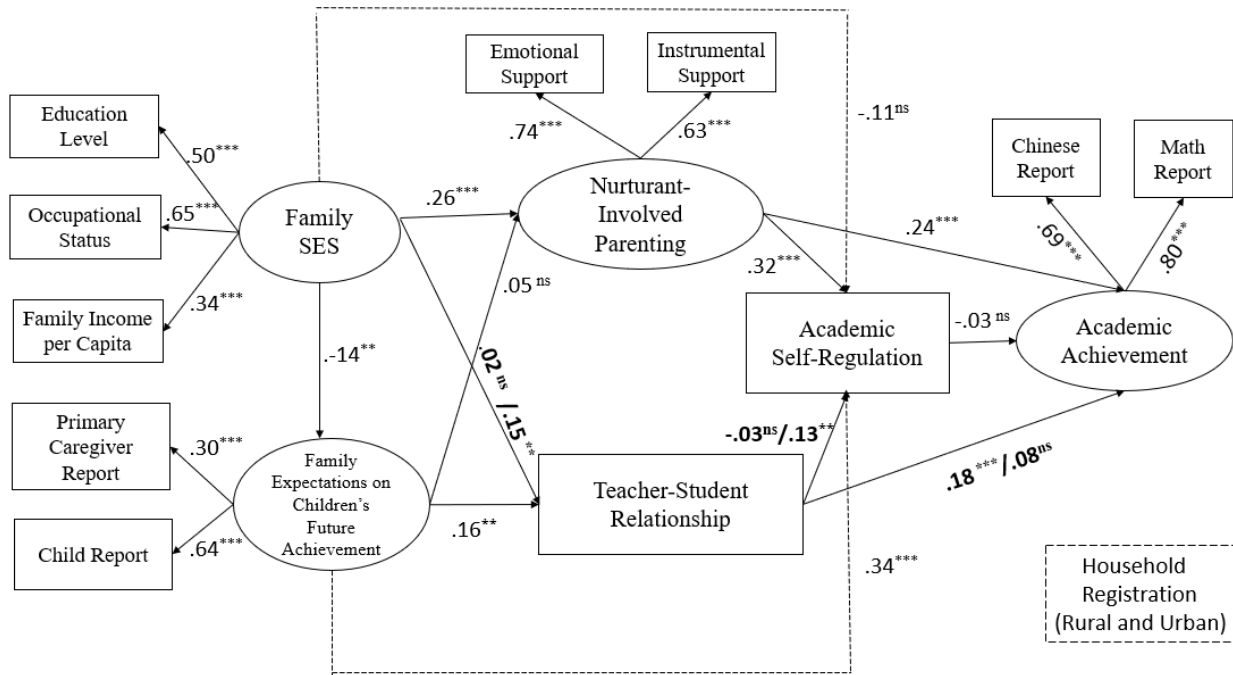 Emotional
Support
Instrumental
Support
Education
Level
.74***
.63***
-.11ns
Chinese
Report
Math
Report
.50***
Occupational
Status
.65***
Family
SES
.26***
Nurturant-
Involved
Parenting
.24***
.69***
.80***
.32***
.34***
.05 ns
Family Income
per Capita
Academic
Self-Regulation
-.03 ns
Academic
Achievement
.-14**
.02 ns /.15 **
Primary
Caregiver
Report
.30***
-.03ns/.13**
Family
Expectations on
Children's
Future
Achievement
Teacher-Student
Relationship
.18 ***/.08ns
.16**
Child Report
.64***
.34***
Household
Registration
(Rural and Urban)